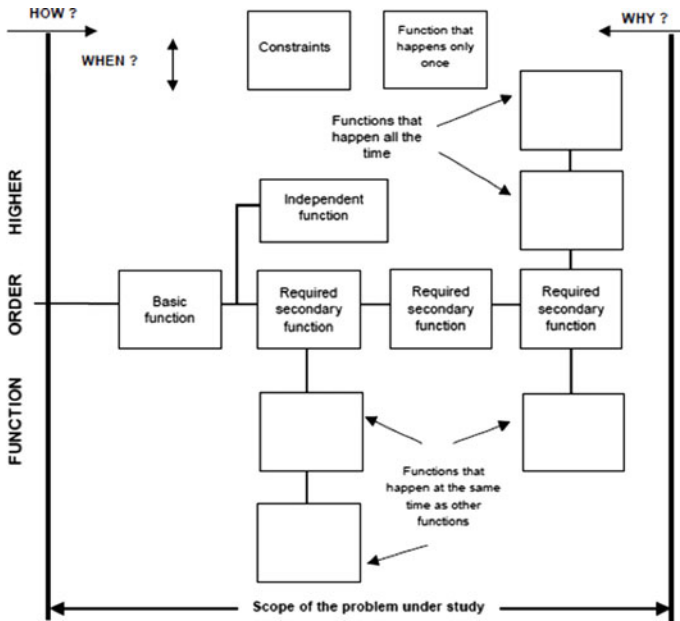 HOW ?
WHY ?
WHEN ?
Constraints
Function that
happens only
once
Functions that
happen all the
time
HIGHER
ORDER
FUNCTION
Independent
function
Basic
function
Required
secondary
function
Required
secondary
function
Required
secondary
function
Functions that
happen at the same
time as other
functions
Scope of the problem under study